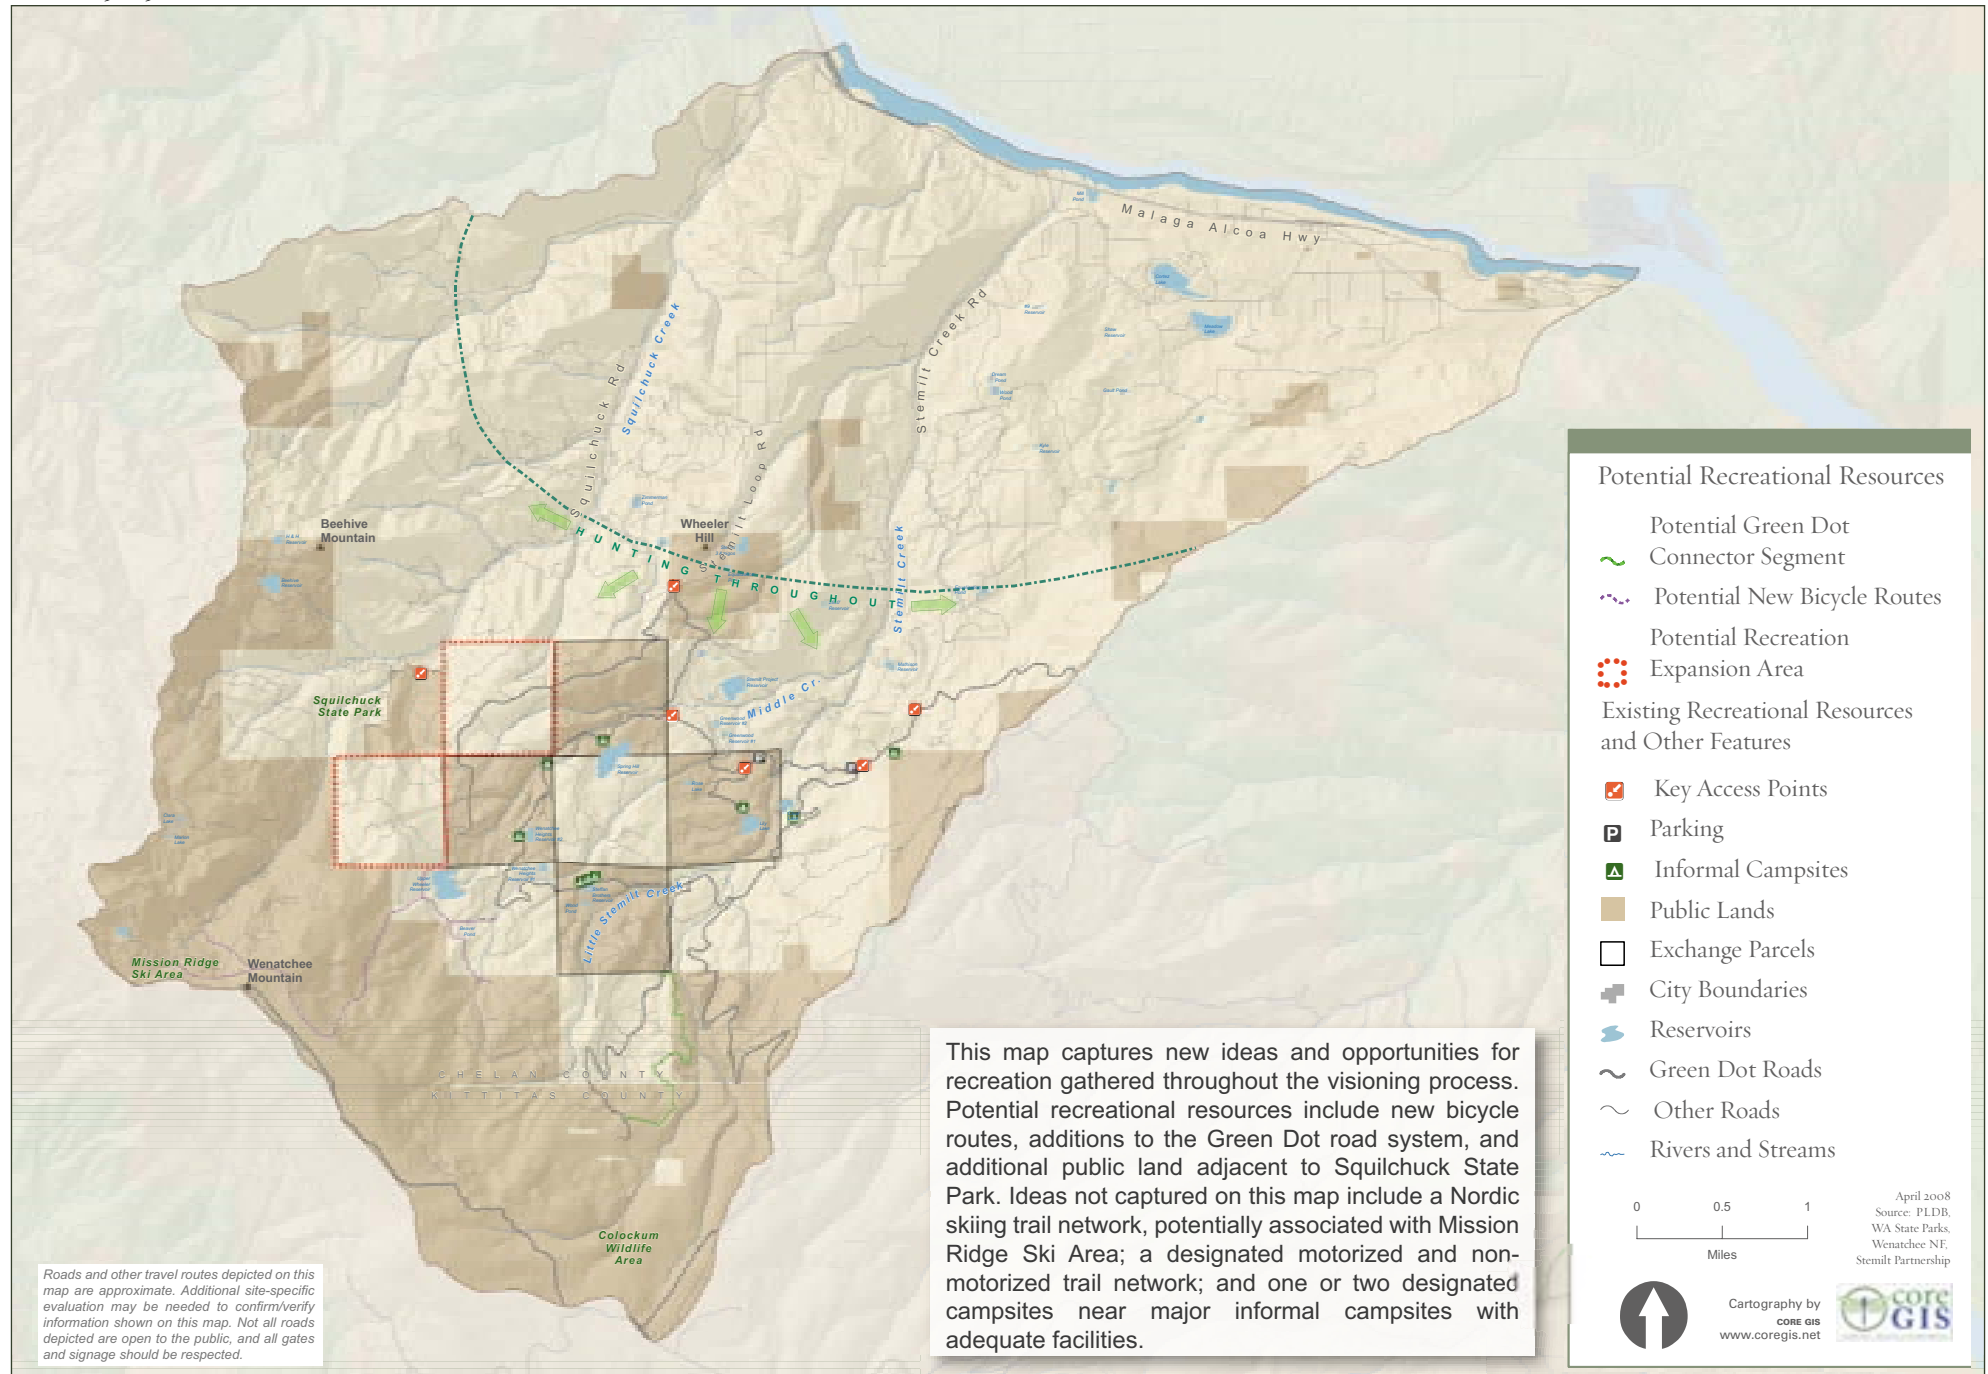 Malaga Alcoa Hwy
Stemilt Creek Rd
Squilchuck Creek
Squilchuck Rd
Stemilt Loop Rd
Stemilt Creek
Beehive
Mountain
Wheeler
Hill
HUNTING THROUGHOUT
Squilchuck
State Park
Middle Cr.
Little Stemilt Creek
Mission Ridge
Ski Area
Wenatchee
Mountain
CHELAN COUNTY
KITTITAS COUNTY
Colockum
Wildlife
Area
Roads and other travel routes depicted on this
map are approximate. Additional site-specific
evaluation may be needed to confirm/verify
information shown on this map. Not all roads
depicted are open to the public, and all gates
and signage should be respected.
This map captures new ideas and opportunities for
recreation gathered throughout the visioning process.
Potential recreational resources include new bicycle
routes, additions to the Green Dot road system, and
additional public land adjacent to Squilchuck State
Park. Ideas not captured on this map include a Nordic
skiing trail network, potentially associated with Mission
Ridge Ski Area; a designated motorized and non-
motorized trail network; and one or two designated
campsites near major informal campsites with
adequate facilities.
Potential Recreational Resources
Potential Green Dot
Connector Segment
Potential New Bicycle Routes
Potential Recreation
Expansion Area
Existing Recreational Resources
and Other Features
Key Access Points
P Parking
Informal Campsites
Public Lands
Exchange Parcels
City Boundaries
Reservoirs
Green Dot Roads
Other Roads
Rivers and Streams
0 0.5 1
Miles
April 2008
Source: PLDB,
WA State Parks,
Wenatchee NF,
Stemilt Partnership
Cartography by
CORE GIS
www.coregis.net
core
GIS